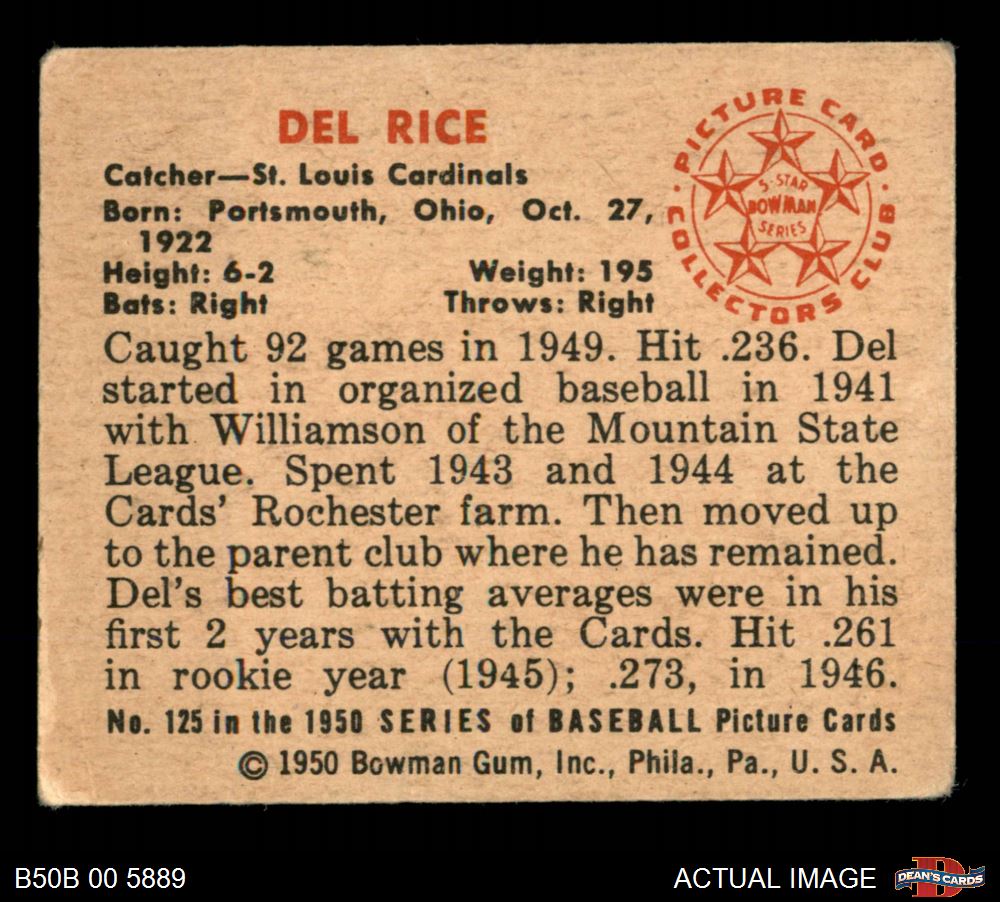 DEL RICE
Catcher—St. Louis Cardinals
Born: Portsmouth, Ohio, Oct. 27,
1922
Height: 6-2 Weight: 195
Bats: Right Throws: Right
PICTURE CARD
COLLECTORS CLUB
5-STAR
BOWMAN
SERIES
Caught 92 games in 1949. Hit .236. Del
started in organized baseball in 1941
with Williamson of the Mountain State
League. Spent 1943 and 1944 at the
Cards' Rochester farm. Then moved up
to the parent club where he has remained.
Del's best batting averages were in his
first 2 years with the Cards. Hit .261
in rookie year (1945); .273, in 1946.
No. 125 in the 1950 SERIES of BASEBALL Picture Cards
© 1950 Bowman Gum, Inc., Phila., Pa., U. S. A.
B50B 00 5889
ACTUAL IMAGE
D
DEAN'S CARDS